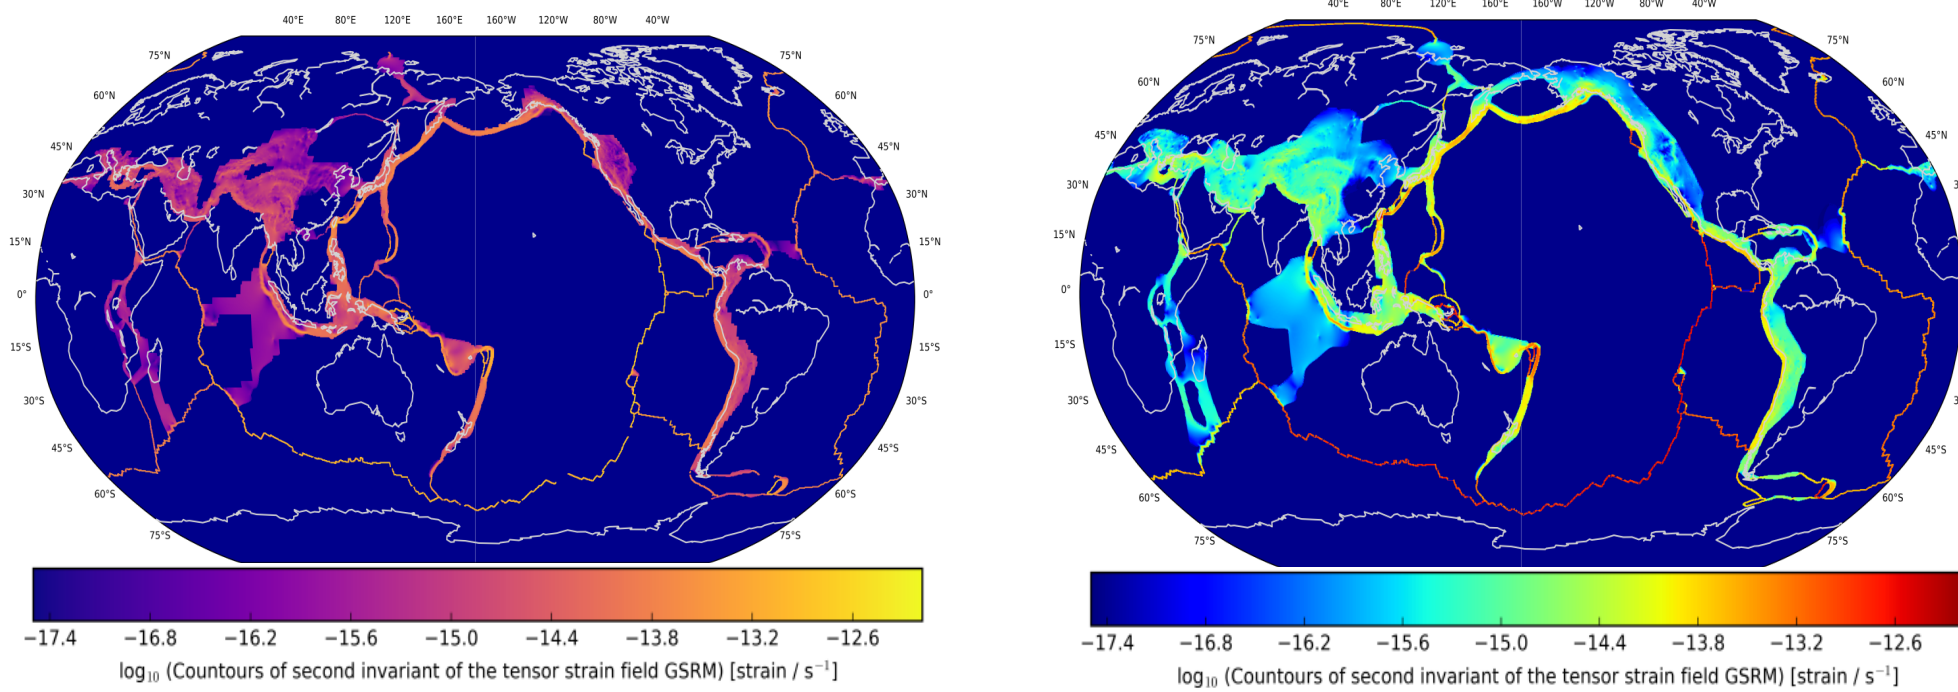 40°E 80°E 120°E 160°E 160°W 120°W 80°W 40°W
75°N 75°N
60°N 60°N
45°N 45°N
30°N 30°N
15°N 15°N
0° 0°
15°S 15°S
30°S 30°S
45°S 45°S
60°S 60°S
75°S 75°S
−17.4 −16.8 −16.2 −15.6 −15.0 −14.4 −13.8 −13.2 −12.6
log₁₀ (Countours of second invariant of the tensor strain field GSRM) [strain / s⁻¹]
40°E 80°E 120°E 160°E 160°W 120°W 80°W 40°W
75°N 75°N
60°N 60°N
45°N 45°N
30°N
15°N
0°
15°S
30°S
45°S 45°S
60°S 60°S
75°S 75°S
−17.4 −16.8 −16.2 −15.6 −15.0 −14.4 −13.8 −13.2 −12.6
log₁₀ (Countours of second invariant of the tensor strain field GSRM) [strain / s⁻¹]